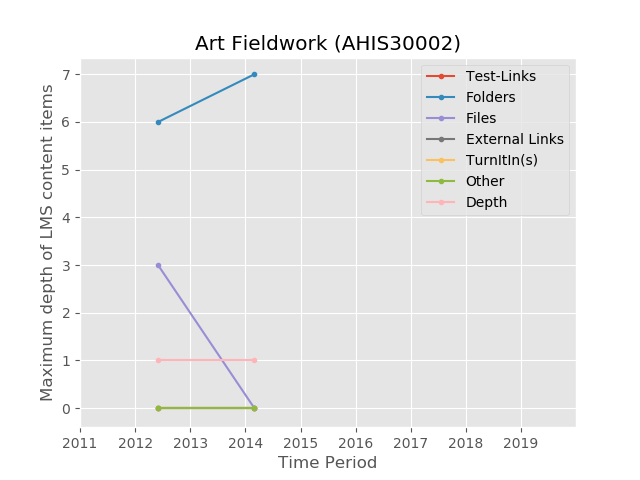 Art Fieldwork (AHIS30002)
Maximum depth of LMS content items
7
6
5
4
3
2
1
0
Test-Links
Folders
Files
External Links
TurnItIn(s)
Other
Depth
2011 2012 2013 2014 2015 2016 2017 2018 2019
Time Period